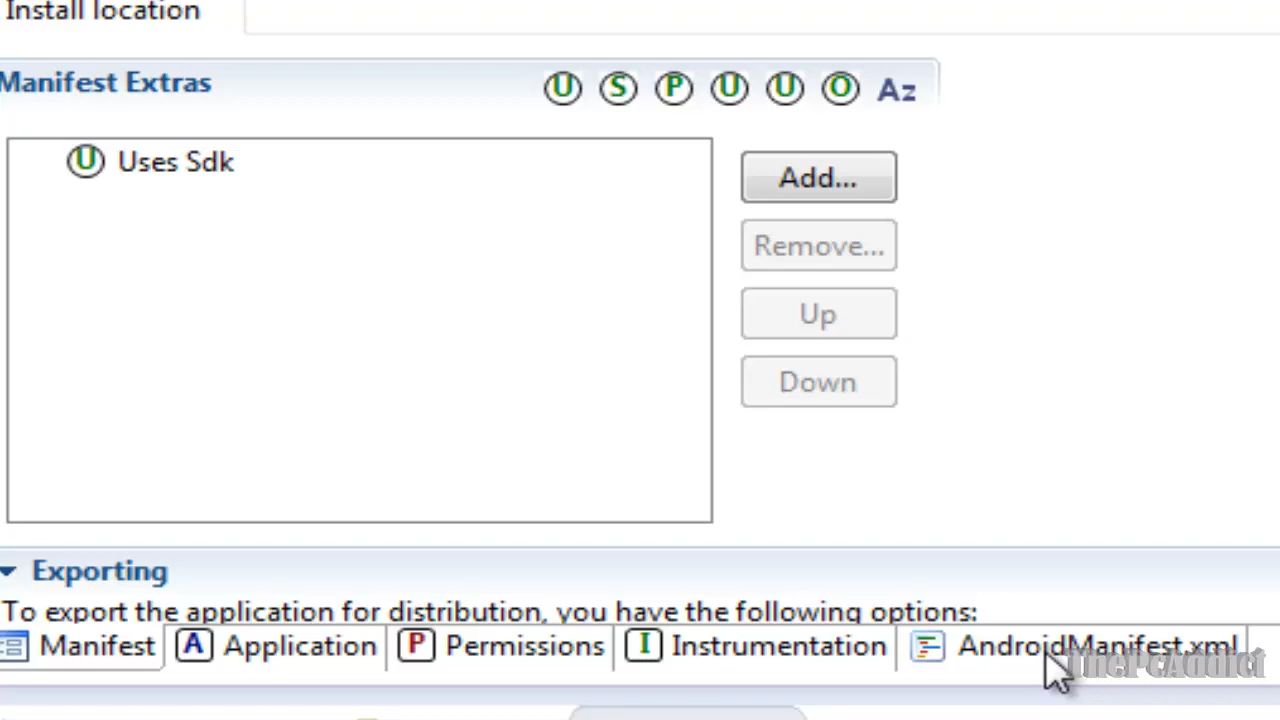 Install location
Manifest Extras
U S P U U O Az
U Uses Sdk
Add...
Remove...
Up
Down
Exporting
To export the application for distribution, you have the following options:
Manifest A Application P Permissions I Instrumentation AndroidManifest.xml
ThePcAddict